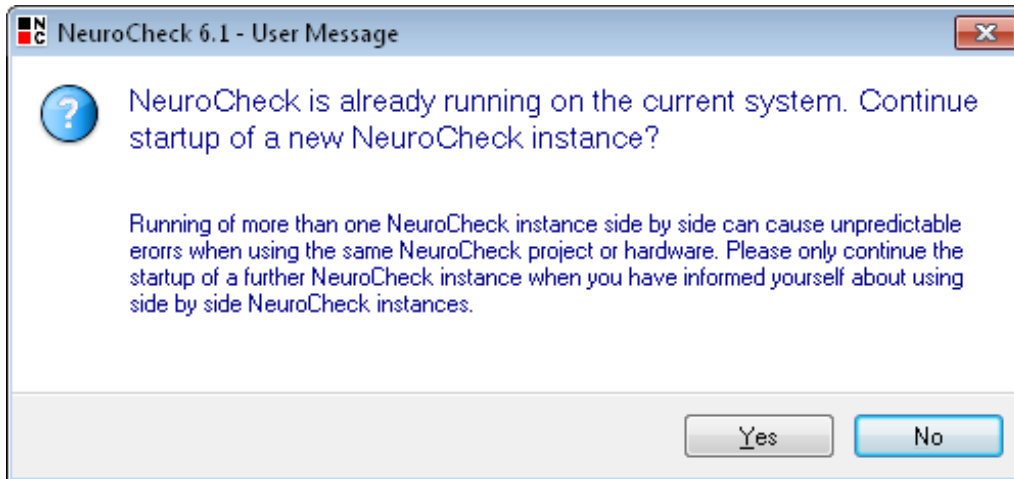 NeuroCheck 6.1 - User Message
NeuroCheck is already running on the current system. Continue
startup of a new NeuroCheck instance?
Running of more than one NeuroCheck instance side by side can cause unpredictable
erorrs when using the same NeuroCheck project or hardware. Please only continue the
startup of a further NeuroCheck instance when you have informed yourself about using
side by side NeuroCheck instances.
Yes No